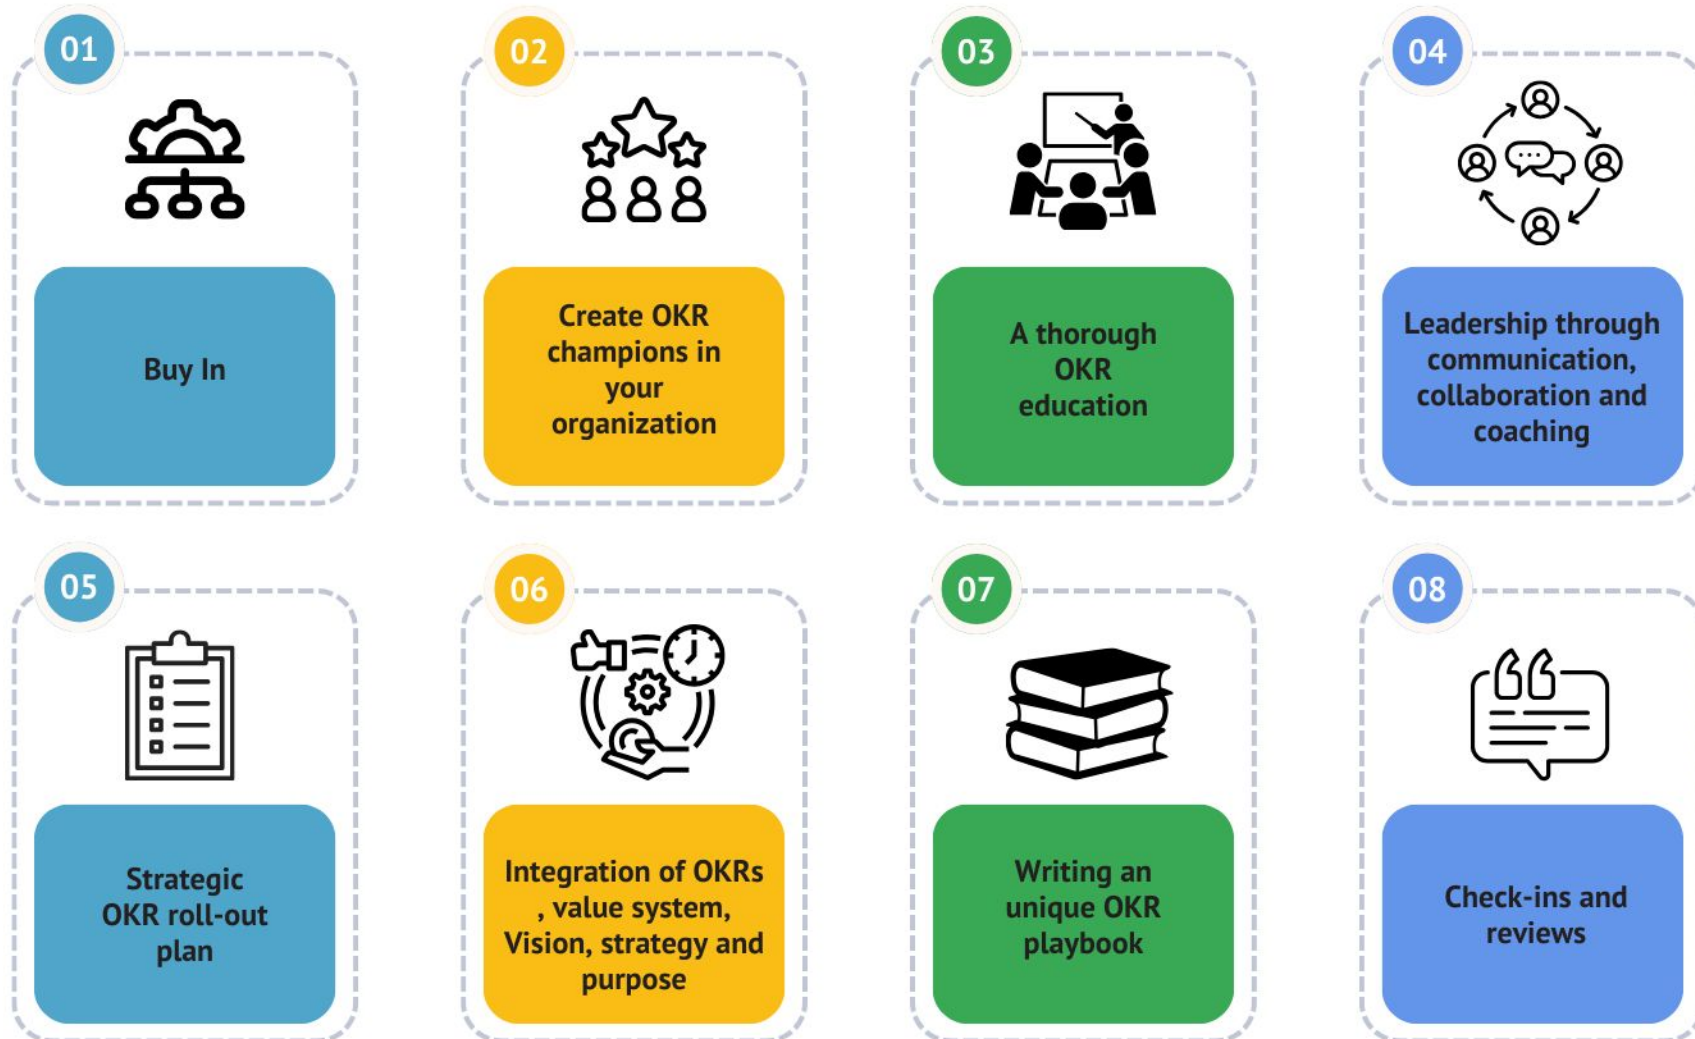 01
Buy In
02
Create OKR
champions in
your
organization
03
A thorough
OKR
education
04
Leadership through
communication,
collaboration and
coaching
05
Strategic
OKR roll-out
plan
06
Integration of OKRs
, value system,
Vision, strategy and
purpose
07
Writing an
unique OKR
playbook
08
Check-ins and
reviews